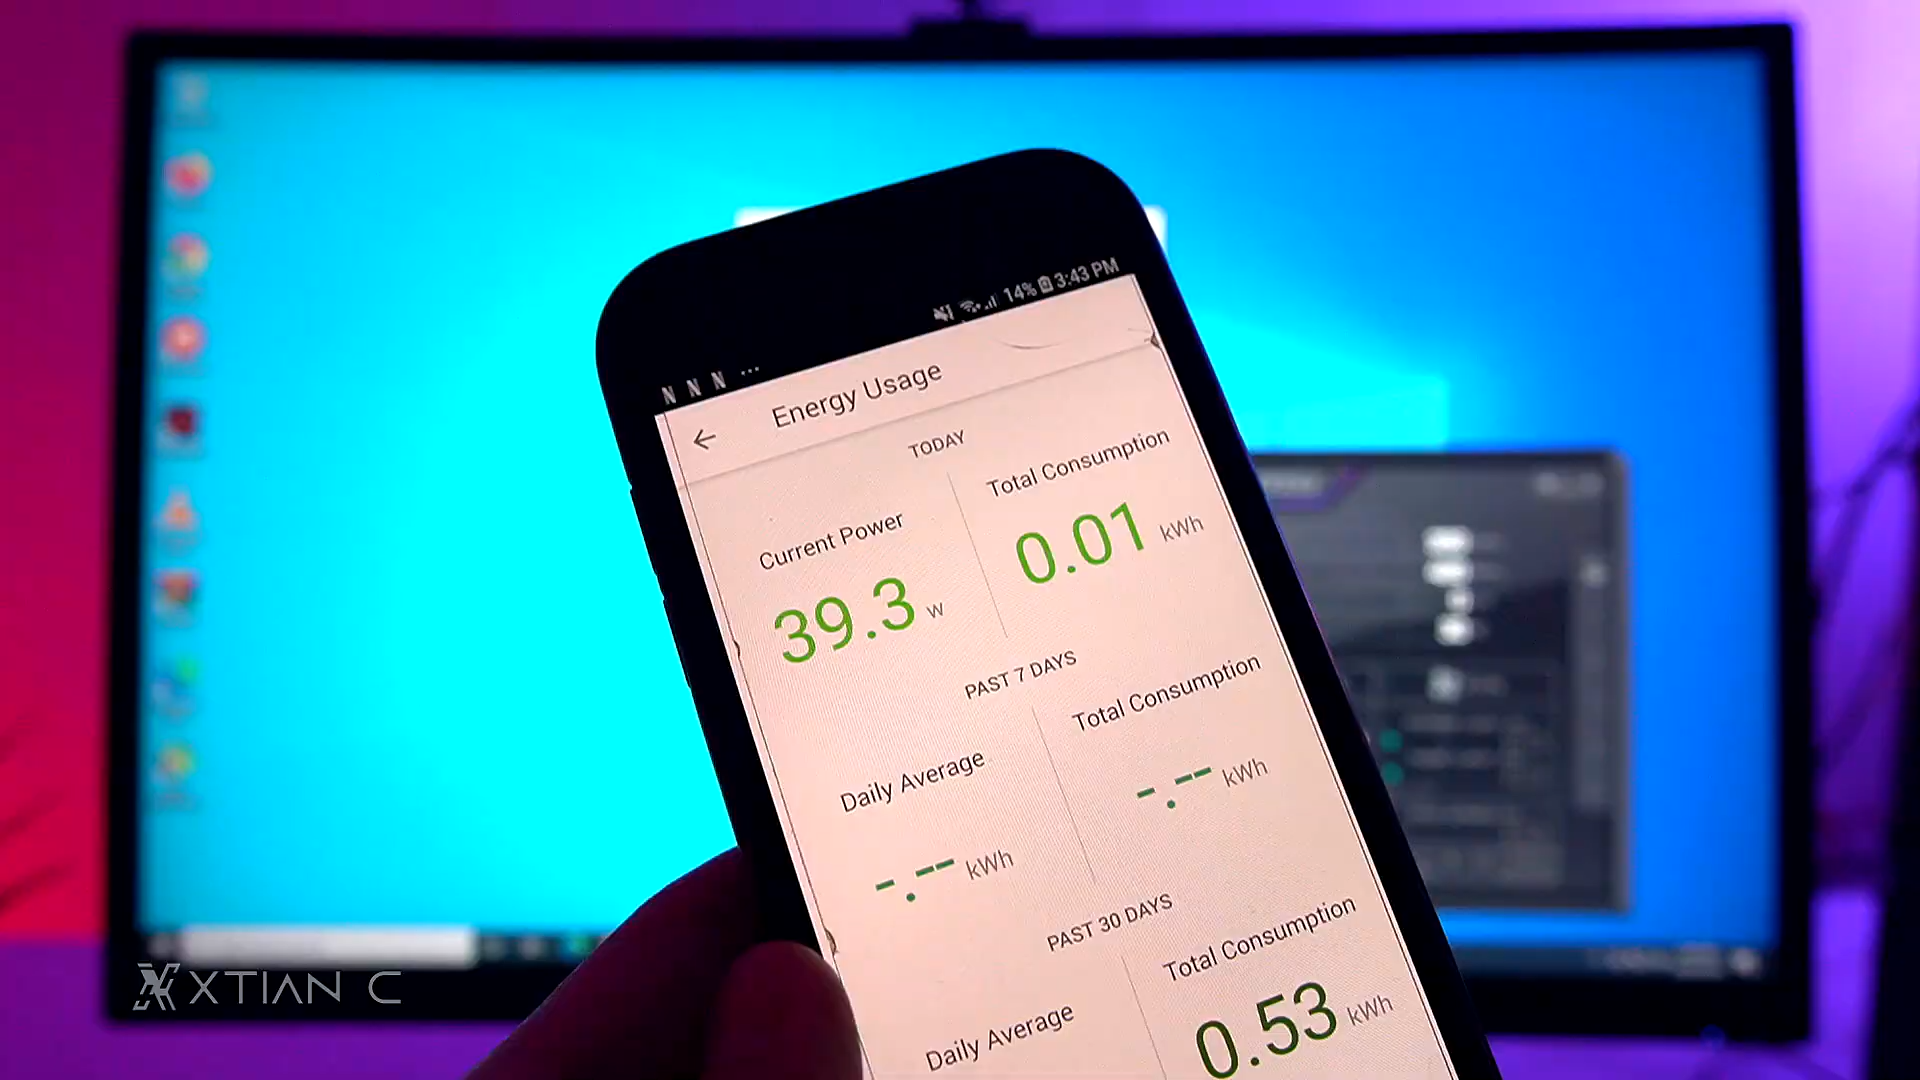 N N N ... 14% 3:43 PM
Energy Usage
TODAY
Current Power
39.3 w
Total Consumption
0.01 kWh
PAST 7 DAYS
Daily Average
-.-- kWh
Total Consumption
-.-- kWh
PAST 30 DAYS
Daily Average
Total Consumption
0.53 kWh
XTIAN C